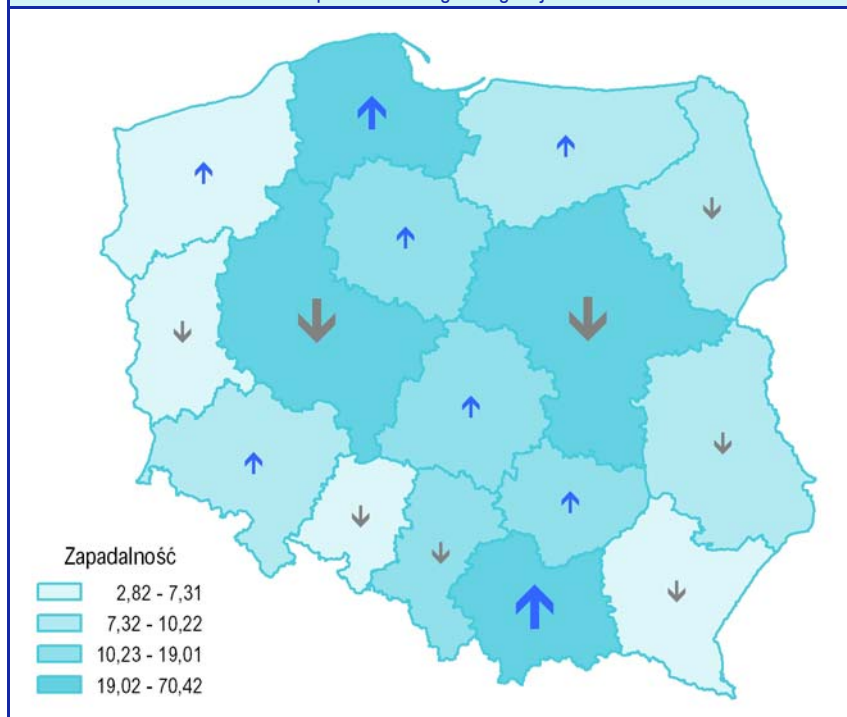 Zapadalność
2,82 - 7,31
7,32 - 10,22
10,23 - 19,01
19,02 - 70,42